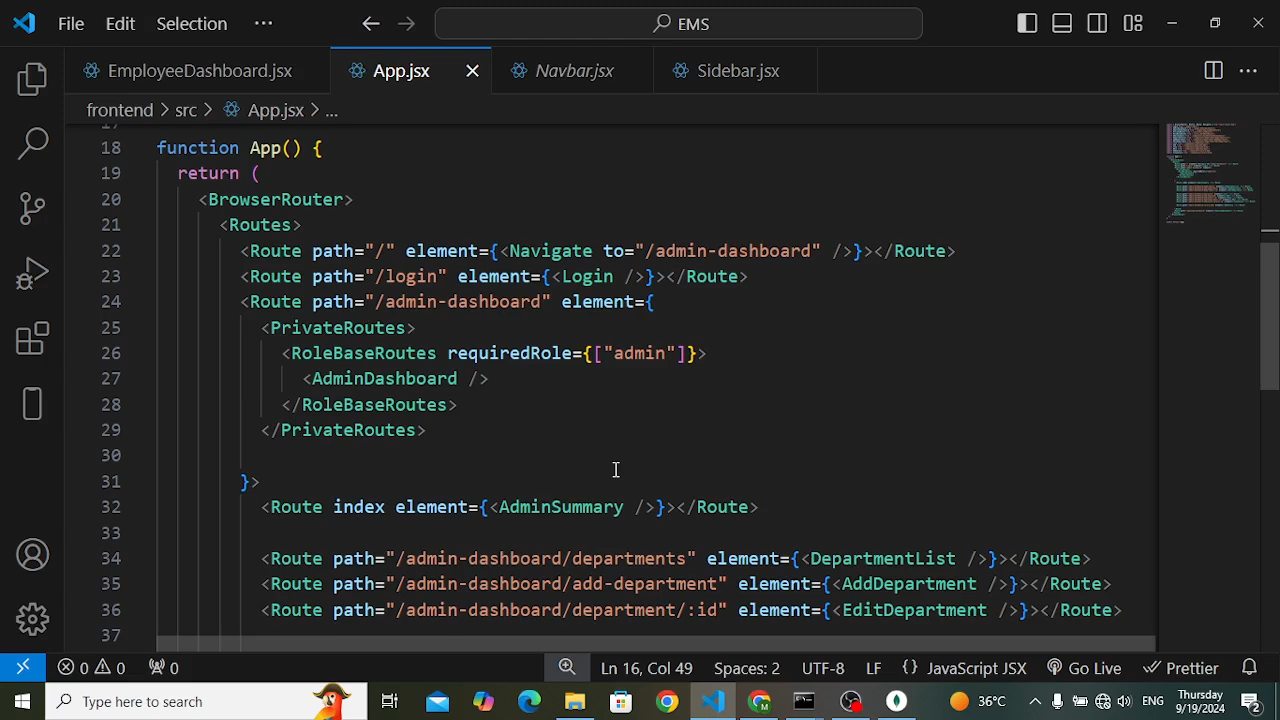 File Edit Selection ··· EMS
EmployeeDashboard.jsx App.jsx Navbar.jsx Sidebar.jsx
frontend > src > App.jsx > ...
18 function App() {
19 return (
20 <BrowserRouter>
21 <Routes>
22 <Route path="/" element={<Navigate to="/admin-dashboard" />}></Route>
23 <Route path="/login" element={<Login />}></Route>
24 <Route path="/admin-dashboard" element={
25 <PrivateRoutes>
26 <RoleBaseRoutes requiredRole={["admin"]}>
27 <AdminDashboard />
28 </RoleBaseRoutes>
29 </PrivateRoutes>
30
31 }>
32 <Route index element={<AdminSummary />}></Route>
33
34 <Route path="/admin-dashboard/departments" element={<DepartmentList />}></Route>
35 <Route path="/admin-dashboard/add-department" element={<AddDepartment />}></Route>
36 <Route path="/admin-dashboard/department/:id" element={<EditDepartment />}></Route>
37
0 0 0 Ln 16, Col 49 Spaces: 2 UTF-8 LF {} JavaScript JSX Go Live Prettier
Type here to search 36°C ENG Thursday
9/19/2024 2